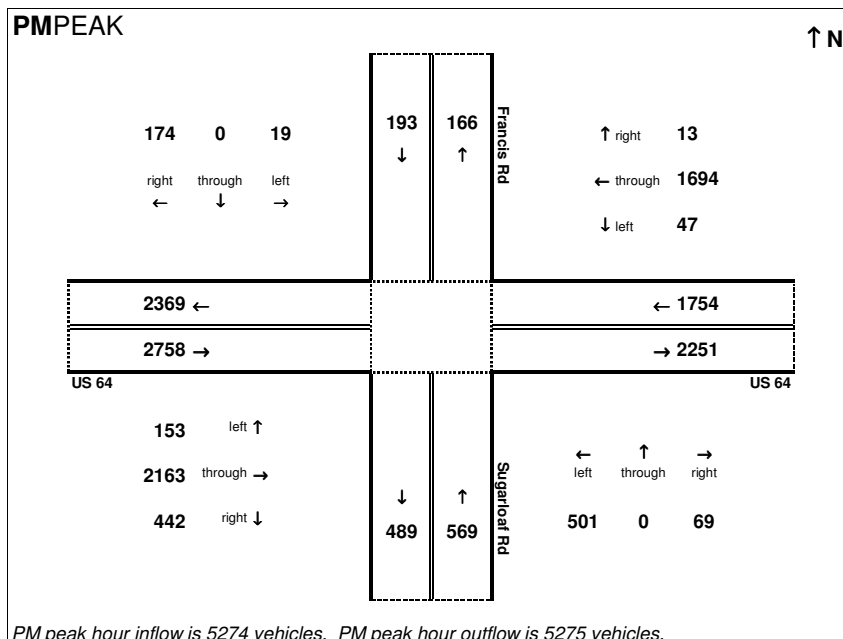 PMPEAK
↑ N
174 0 19
right through left
← ↓ →
193 166
↓ ↑
Francis Rd
↑ right 13
← through 1694
↓ left 47
2369 ←
2758 →
← 1754
→ 2251
US 64
US 64
153 left ↑
2163 through →
442 right ↓
↓ ↑
489 569
Sugarloaf Rd
← ↑ →
left through right
501 0 69
PM peak hour inflow is 5274 vehicles. PM peak hour outflow is 5275 vehicles.